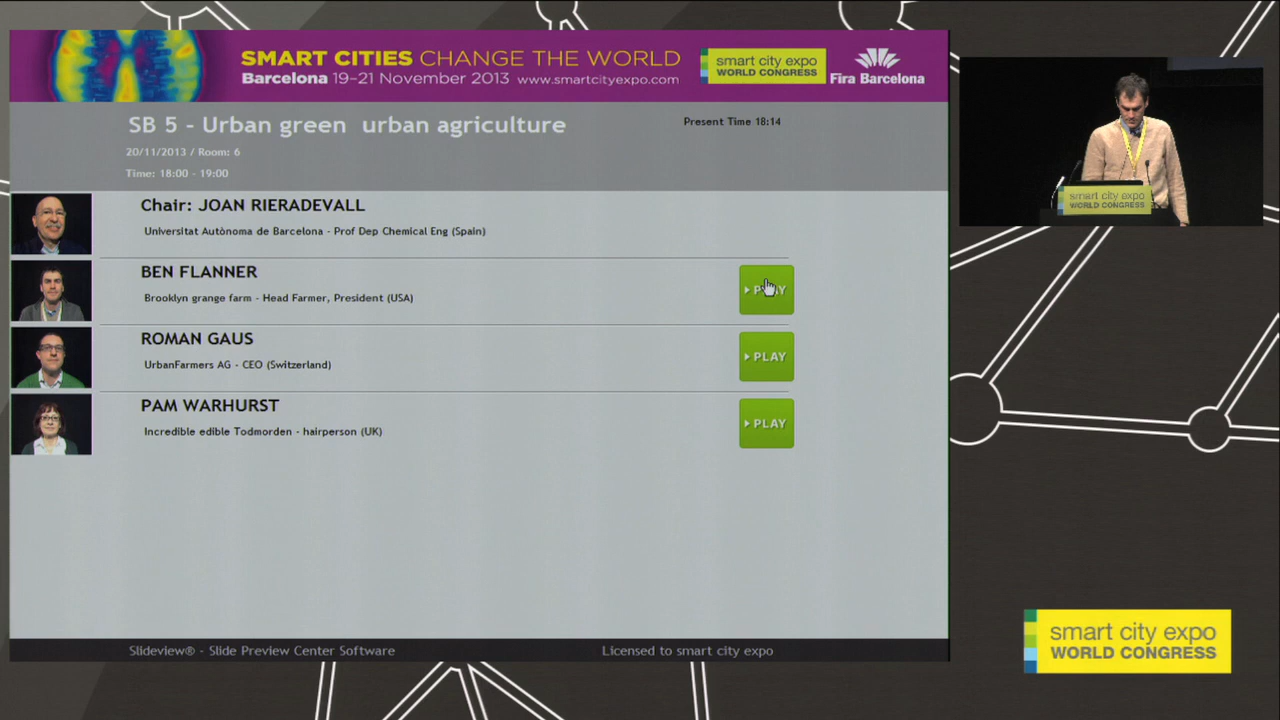 SMART CITIES CHANGE THE WORLD
Barcelona 19-21 November 2013 www.smartcityexpo.com
smart city expo
WORLD CONGRESS
Fira Barcelona
SB 5 - Urban green urban agriculture
Present Time 18:14
20/11/2013 / Room: 6
Time: 18:00 - 19:00
Chair: JOAN RIERADEVALL
Universitat Autònoma de Barcelona - Prof Dep Chemical Eng (Spain)
BEN FLANNER
Brooklyn grange farm - Head Farmer, President (USA)
PLAY
ROMAN GAUS
UrbanFarmers AG - CEO (Switzerland)
PLAY
PAM WARHURST
Incredible edible Todmorden - hairperson (UK)
PLAY
Slideview® - Slide Preview Center Software
Licensed to smart city expo
smart city expo
WORLD CONGRESS
smart city expo
WORLD CONGRESS